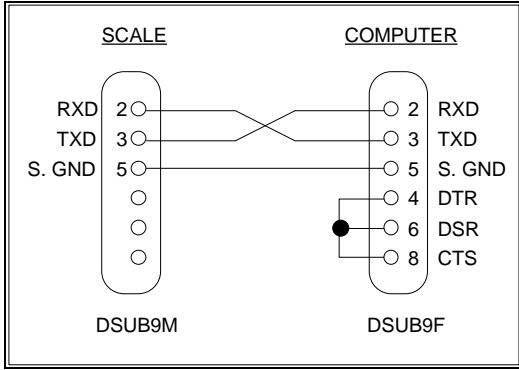 SCALE COMPUTER
RXD 2 2 RXD
TXD 3 3 TXD
S. GND 5 5 S. GND
4 DTR
6 DSR
8 CTS
DSUB9M DSUB9F